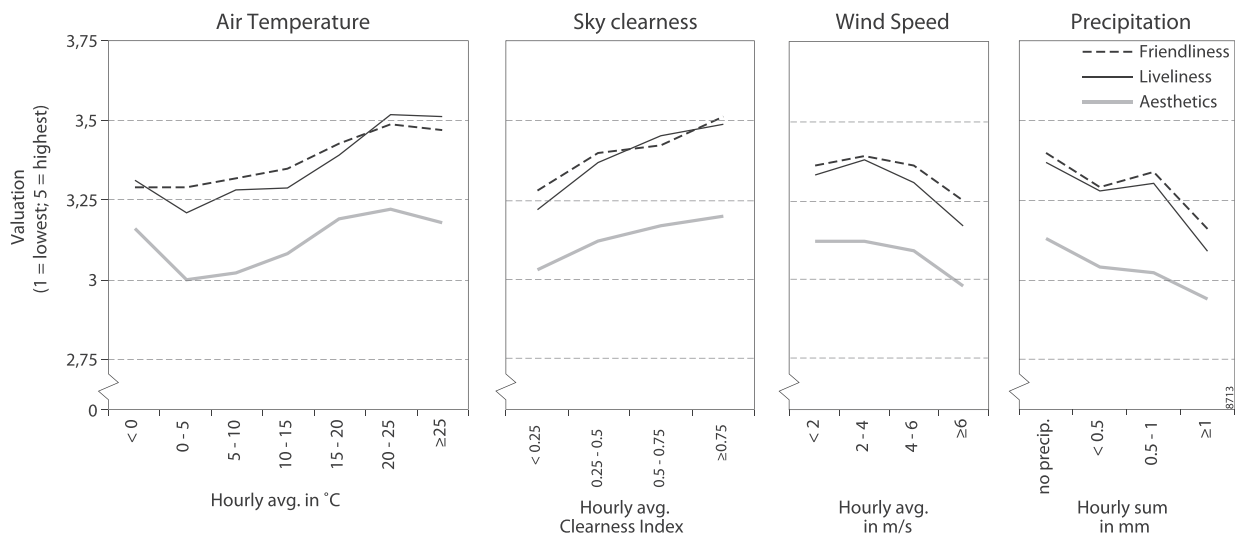 Air Temperature
Sky clearness
Wind Speed
Precipitation
Valuation
(1 = lowest; 5 = highest)
3,75
3,5
3,25
3
2,75
0
Friendliness
Liveliness
Aesthetics
< 0
0 - 5
5 - 10
10 - 15
15 - 20
20 - 25
≥25
< 0.25
0.25 - 0.5
0.5 - 0.75
≥0.75
< 2
2 - 4
4 - 6
≥6
no precip.
< 0.5
0.5 - 1
≥1
8713
Hourly avg. in ˚C
Hourly avg.
Clearness Index
Hourly avg.
in m/s
Hourly sum
in mm